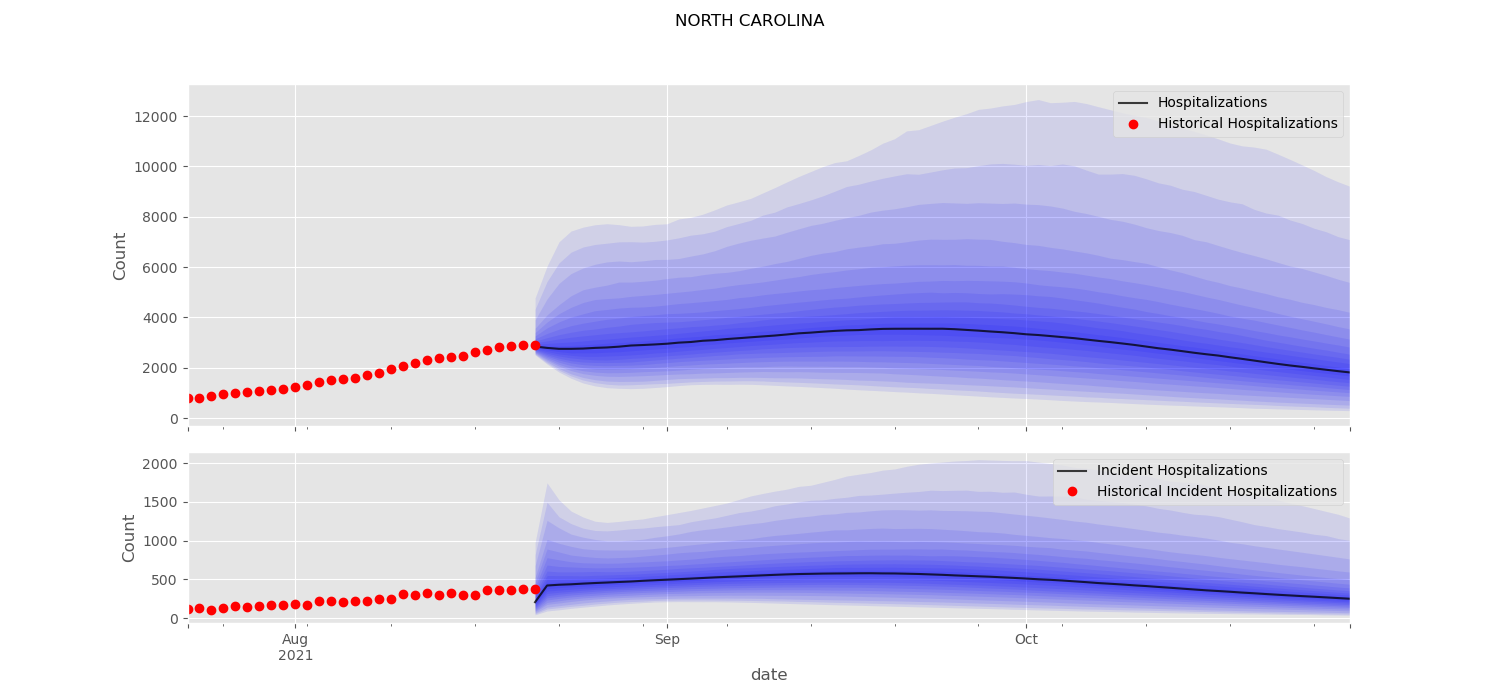 NORTH CAROLINA
Hospitalizations
Historical Hospitalizations
12000
10000
8000
6000
4000
2000
0
Count
Incident Hospitalizations
Historical Incident Hospitalizations
2000
1500
1000
500
0
Count
Aug
2021
Sep
Oct
date